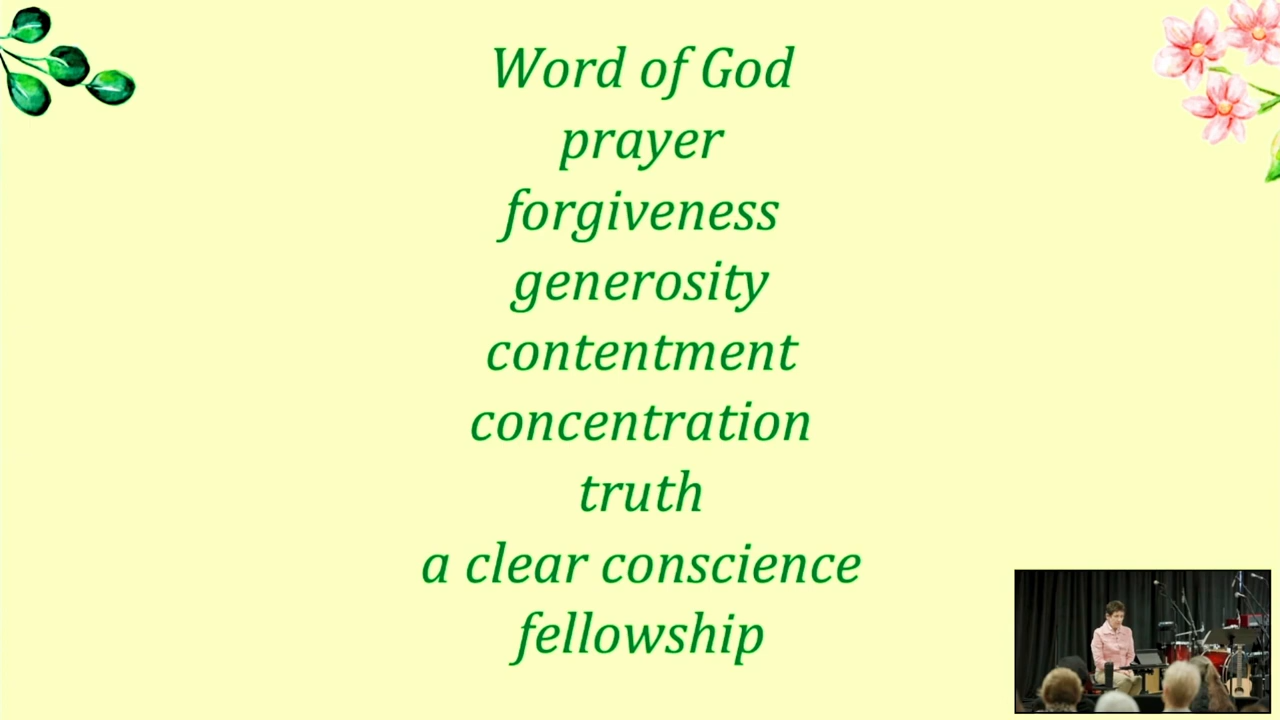 Word of God
prayer
forgiveness
generosity
contentment
concentration
truth
a clear conscience
fellowship